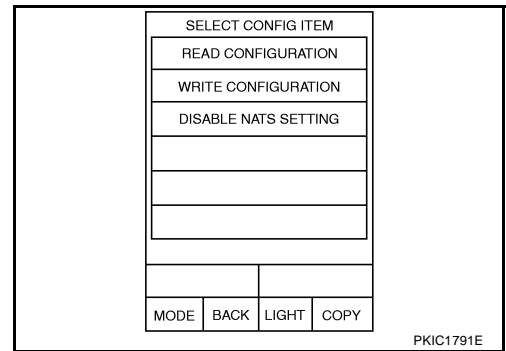 SELECT CONFIG ITEM
READ CONFIGURATION
WRITE CONFIGURATION
DISABLE NATS SETTING
MODE BACK LIGHT COPY
PKIC1791E